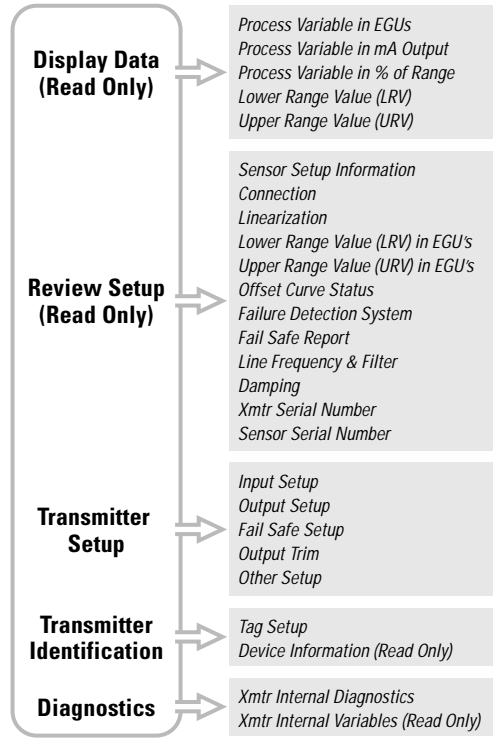 Display Data
(Read Only)
Process Variable in EGUs
Process Variable in mA Output
Process Variable in % of Range
Lower Range Value (LRV)
Upper Range Value (URV)
Review Setup
(Read Only)
Sensor Setup Information
Connection
Linearization
Lower Range Value (LRV) in EGU's
Upper Range Value (URV) in EGU's
Offset Curve Status
Failure Detection System
Fail Safe Report
Line Frequency & Filter
Damping
Xmtr Serial Number
Sensor Serial Number
Transmitter
Setup
Input Setup
Output Setup
Fail Safe Setup
Output Trim
Other Setup
Transmitter
Identification
Tag Setup
Device Information (Read Only)
Diagnostics
Xmtr Internal Diagnostics
Xmtr Internal Variables (Read Only)